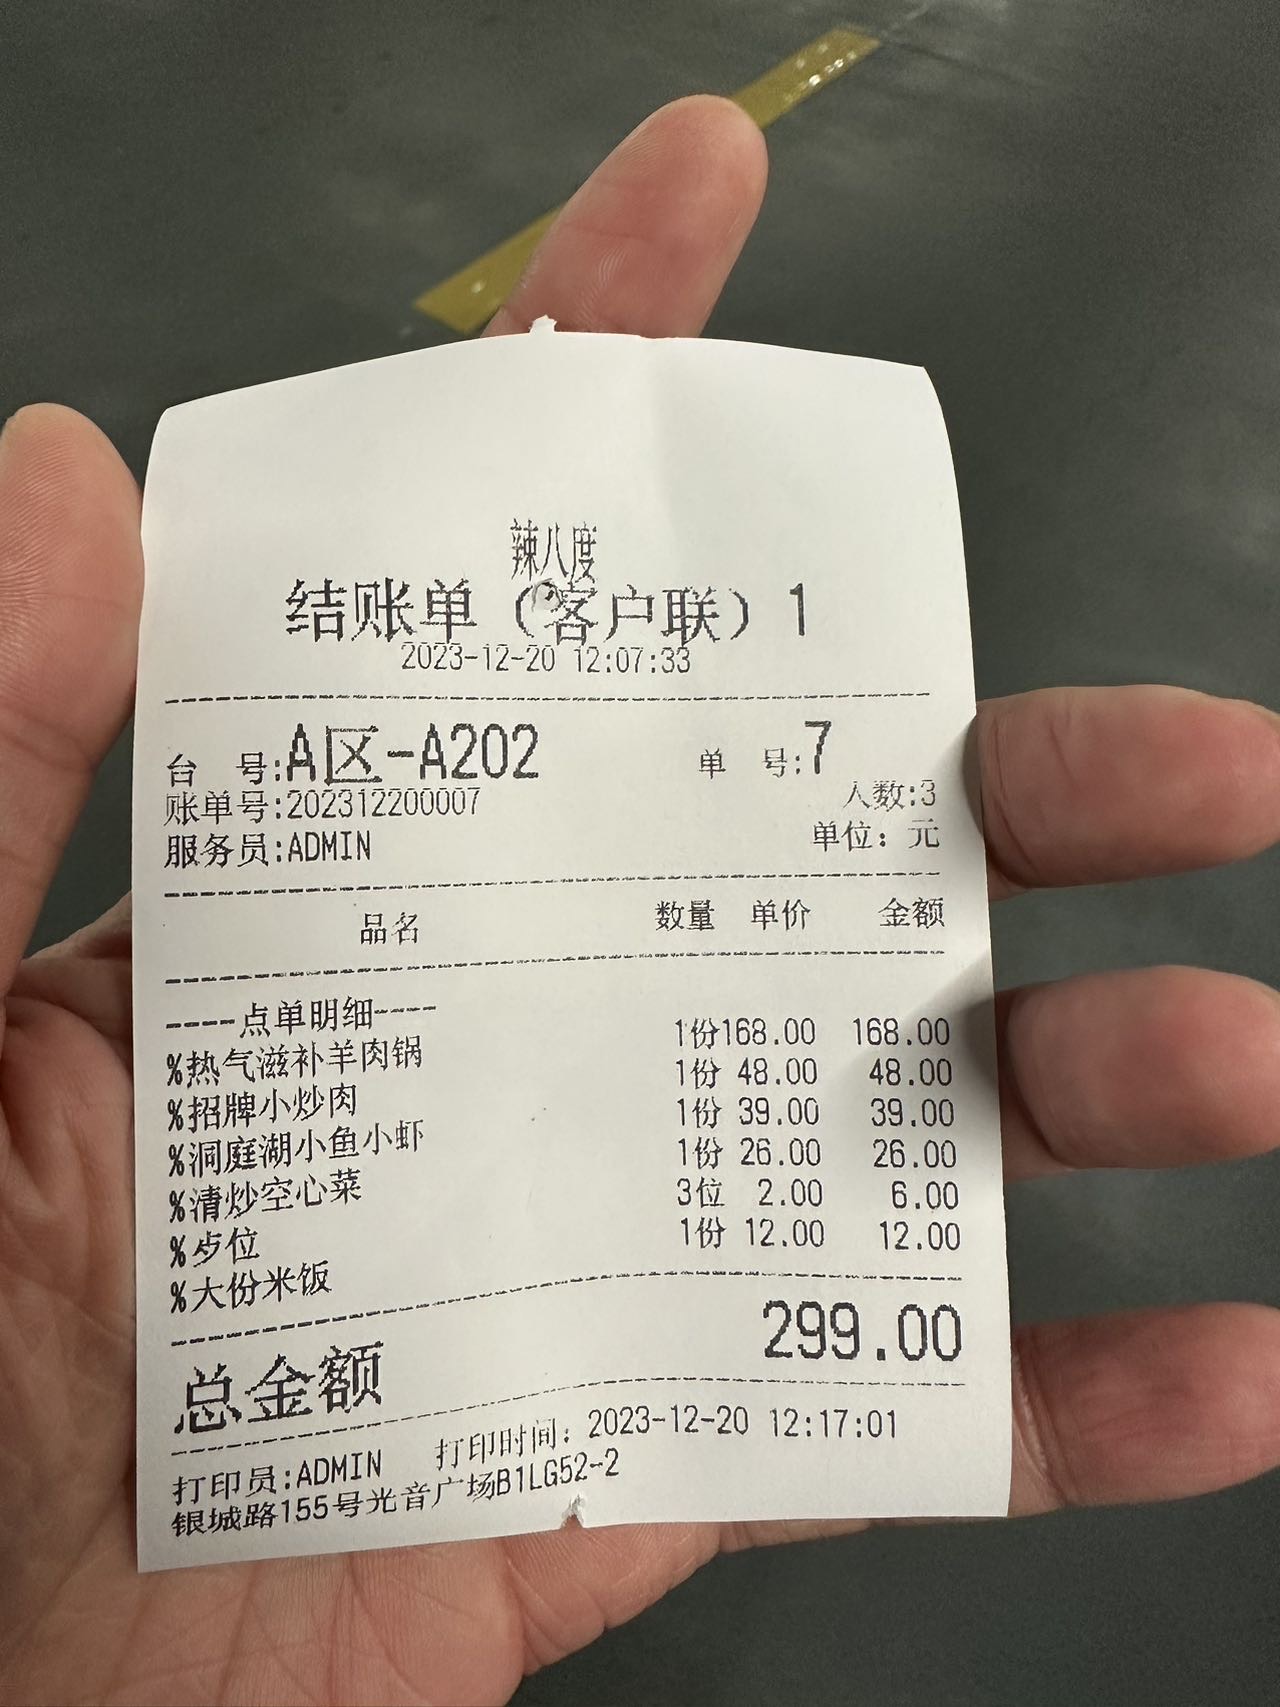 辣八度
结账单（客户联）1
2023-12-20 12:07:33
台 号:A区-A202 单 号:7
账单号:202312200007 人数:3
服务员:ADMIN 单位：元
品名 数量 单价 金额
----点单明细----
%热气滋补羊肉锅 1份168.00 168.00
%招牌小炒肉 1份 48.00 48.00
%洞庭湖小鱼小虾 1份 39.00 39.00
%清炒空心菜 1份 26.00 26.00
%歺位 3位 2.00 6.00
%大份米饭 1份 12.00 12.00
总金额 299.00
打印员:ADMIN 打印时间：2023-12-20 12:17:01
银城路155号光音广场B1LG52-2